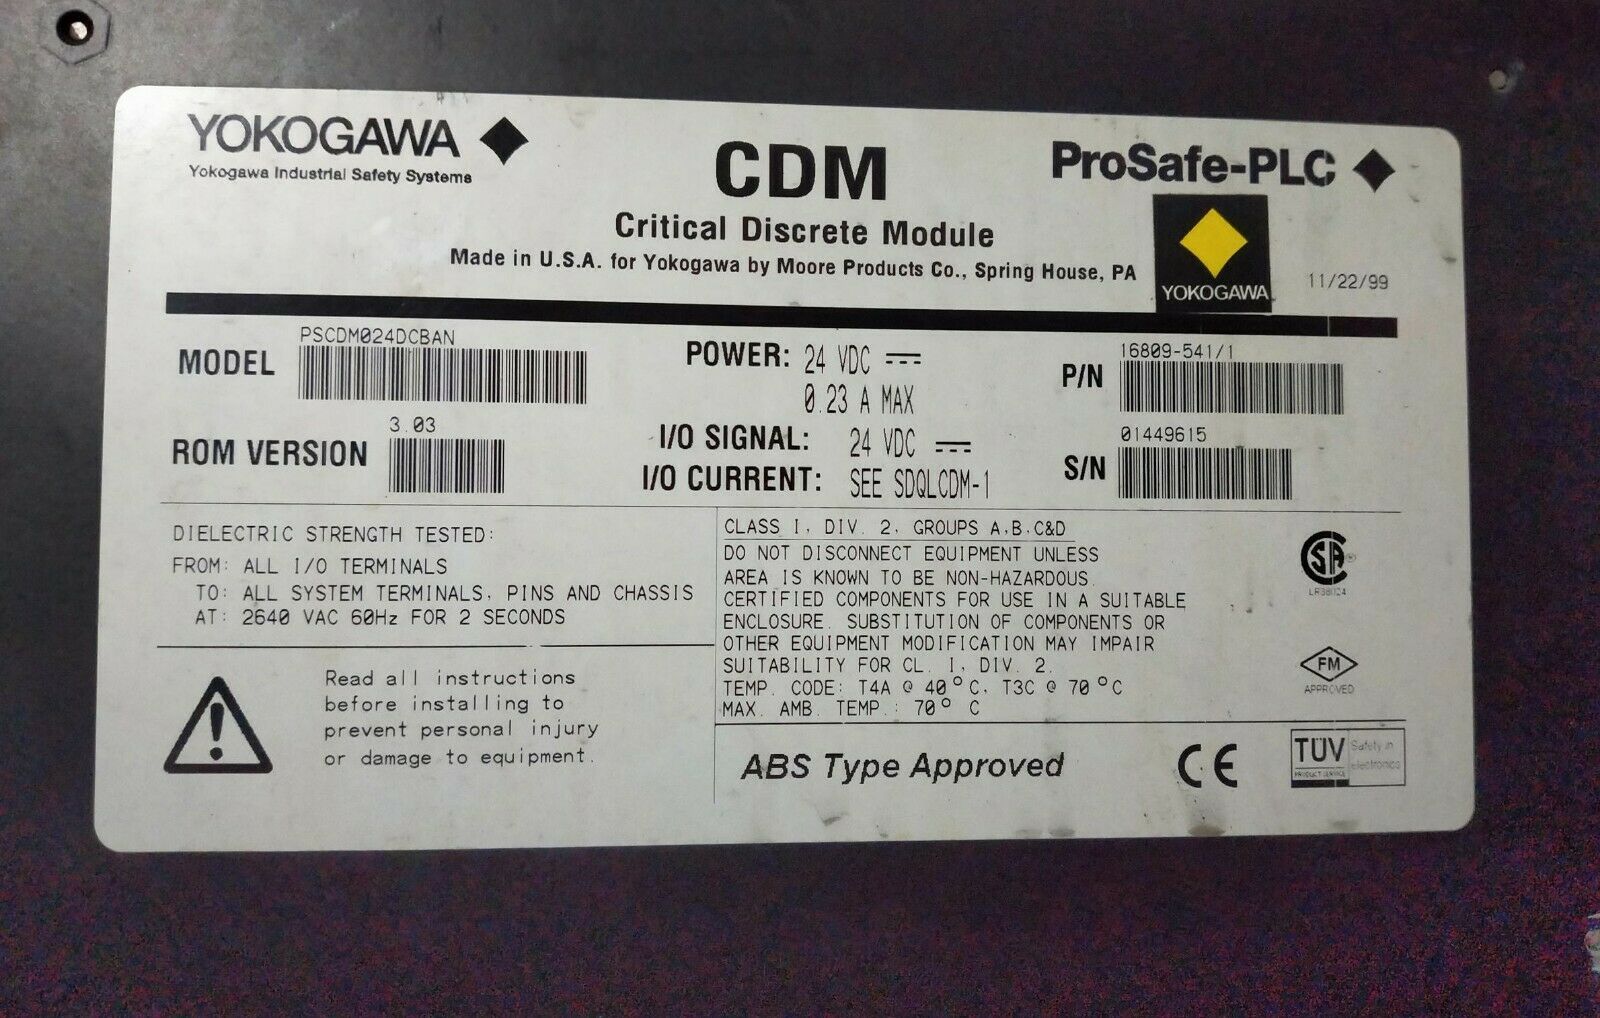 YOKOGAWA
Yokogawa Industrial Safety Systems
CDM
Critical Discrete Module
Made in U.S.A. for Yokogawa by Moore Products Co., Spring House, PA
ProSafe-PLC
YOKOGAWA
11/22/99
MODEL
PSCDM024DCBAN
ROM VERSION
3.03
POWER: 24 VDC
0.23 A MAX
I/O SIGNAL: 24 VDC
I/O CURRENT: SEE SDQLCDM-1
P/N
16809-541/1
S/N
01449615
DIELECTRIC STRENGTH TESTED:
FROM: ALL I/O TERMINALS
TO: ALL SYSTEM TERMINALS, PINS AND CHASSIS
AT: 2640 VAC 60Hz FOR 2 SECONDS
Read all instructions
before installing to
prevent personal injury
or damage to equipment.
CLASS I, DIV. 2, GROUPS A,B,C&D
DO NOT DISCONNECT EQUIPMENT UNLESS
AREA IS KNOWN TO BE NON-HAZARDOUS.
CERTIFIED COMPONENTS FOR USE IN A SUITABLE
ENCLOSURE. SUBSTITUTION OF COMPONENTS OR
OTHER EQUIPMENT MODIFICATION MAY IMPAIR
SUITABILITY FOR CL. I, DIV. 2.
TEMP. CODE: T4A @ 40°C, T3C @ 70°C
MAX. AMB. TEMP.: 70° C
SA ®
FM
APPROVED
ABS Type Approved
CE
TÜV
PRODUCT SERVICE
Safety in
electronics